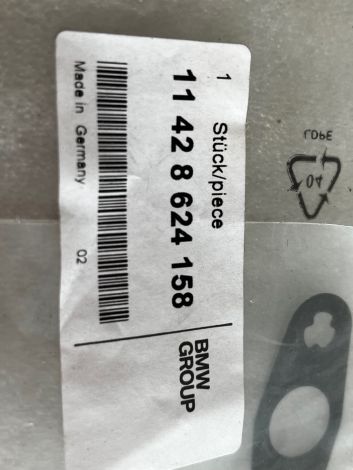 1 Stück/piece
11 42 8 624 158
Made in Germany 02
BMW
GROUP
LDPE
04